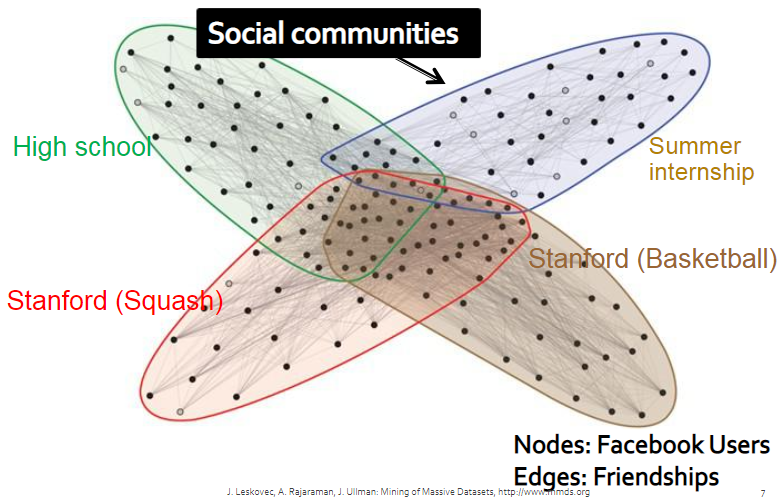 Social communities
High school
Summer
internship
Stanford (Basketball)
Stanford (Squash)
Nodes: Facebook Users
Edges: Friendships
J. Leskovec, A. Rajaraman, J. Ullman: Mining of Massive Datasets, http://www.mmds.org
7